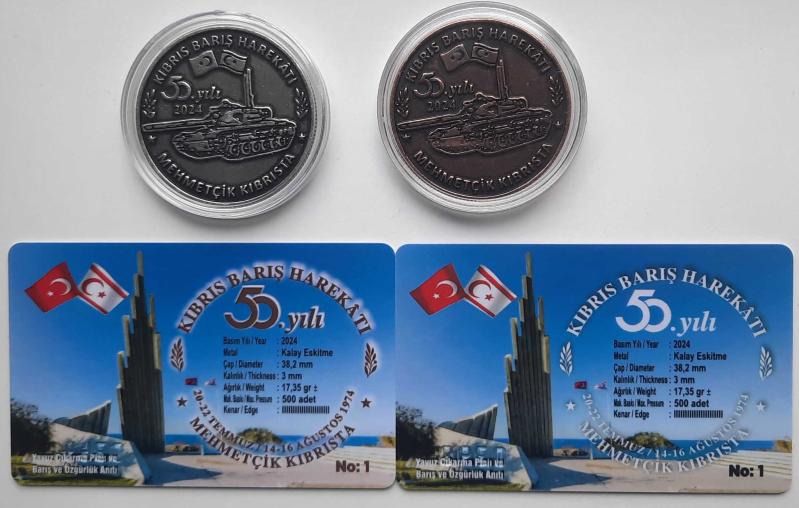 KIBRIS BARIŞ HAREKÂTI
50.yılı
2024
MEHMETÇİK KIBRISTA
KIBRIS BARIŞ HAREKÂTI
50.yılı
2024
MEHMETÇİK KIBRISTA
KIBRIS BARIŞ HAREKÂTI
50.yılı
Basım Yılı / Year : 2024
Metal : Kalay Eskitme
Çap / Diameter : 38,2 mm
Kalınlık / Thickness : 3 mm
Ağırlık / Weight : 17,35 gr ±
Mak. Baskı / Max. Pressure : 500 adet
Kenar / Edge :
20-22 TEMMUZ / 14-16 AĞUSTOS 1974
MEHMETÇİK KIBRISTA
Yavuz Çıkarma Plajı ve
Barış ve Özgürlük Anıtı
No: 1
KIBRIS BARIŞ HAREKÂTI
50.yılı
Basım Yılı / Year : 2024
Metal : Kalay Eskitme
Çap / Diameter : 38,2 mm
Kalınlık / Thickness : 3 mm
Ağırlık / Weight : 17,35 gr ±
Mak. Baskı / Max. Pressure : 500 adet
Kenar / Edge :
20-22 TEMMUZ / 14-16 AĞUSTOS 1974
MEHMETÇİK KIBRISTA
Yavuz Çıkarma Plajı ve
Barış ve Özgürlük Anıtı
No: 1